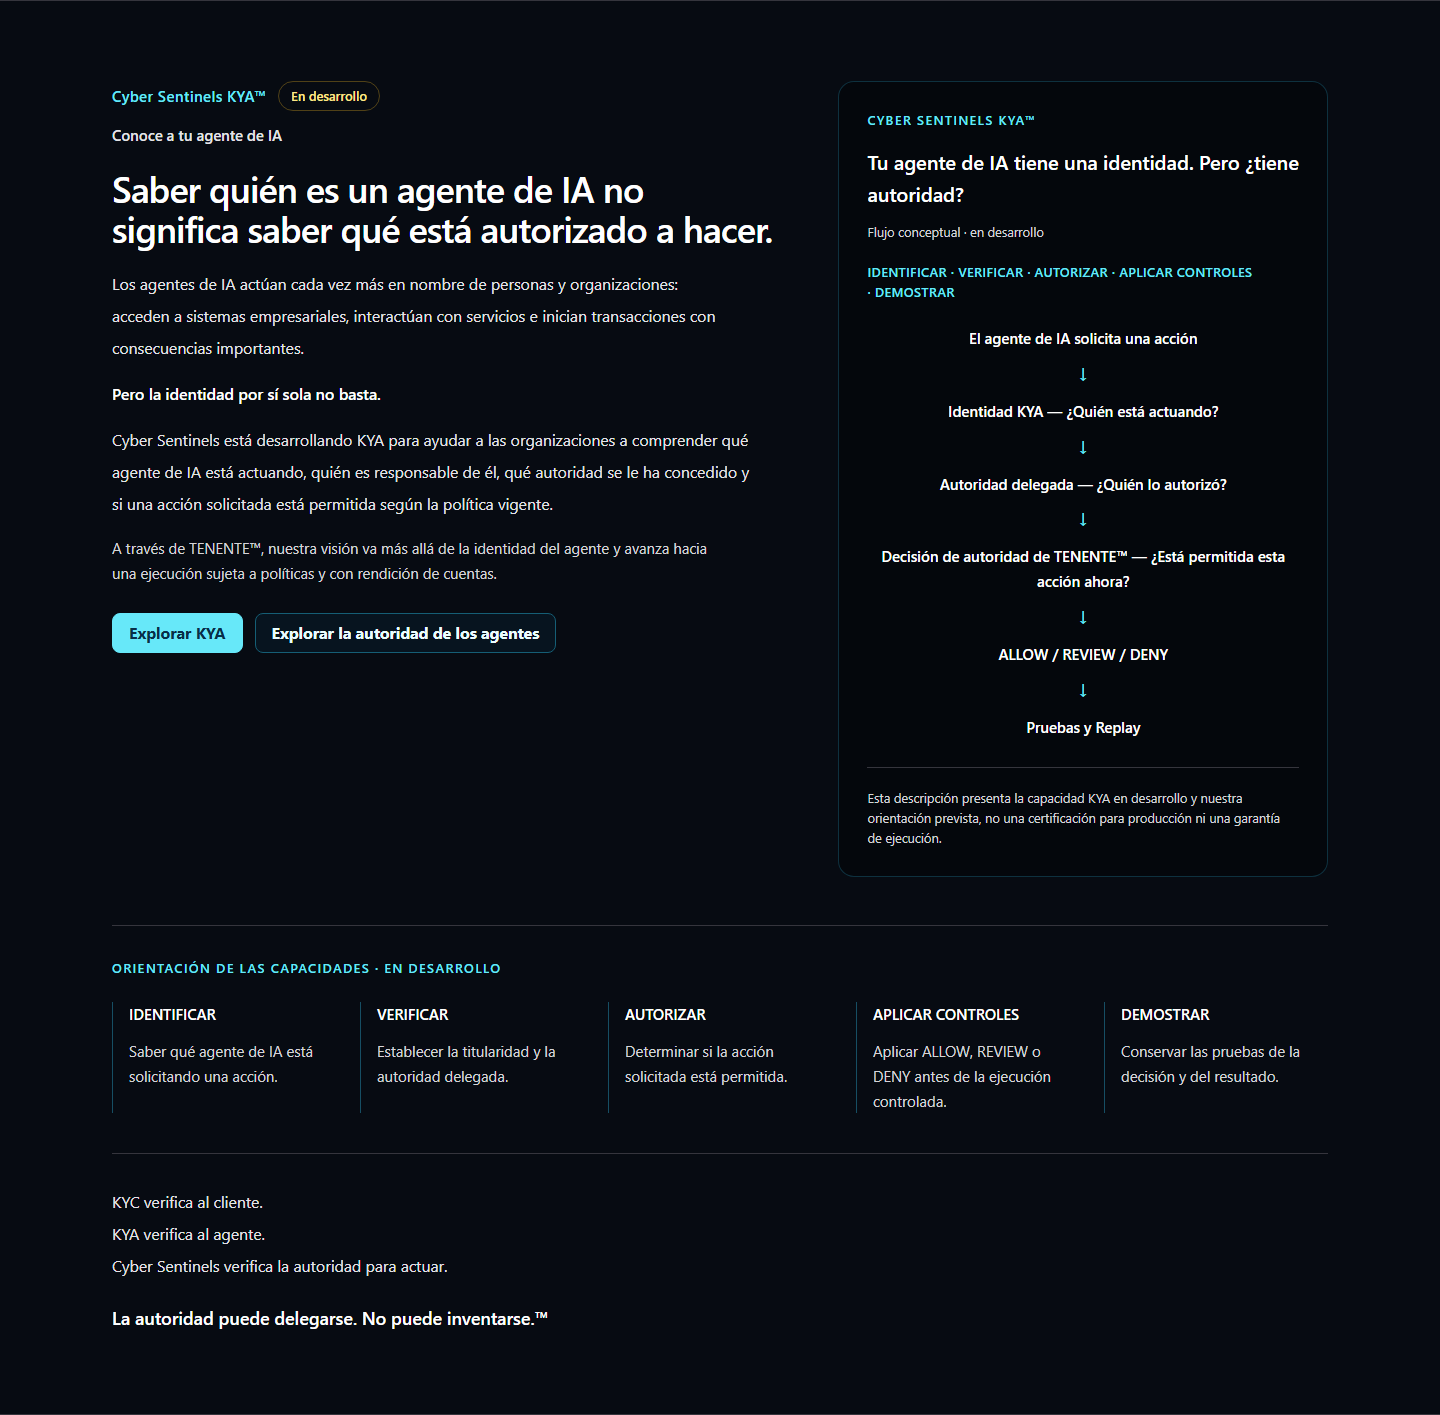 Cyber Sentinels KYA™
En desarrollo
Conoce a tu agente de IA
Saber quién es un agente de IA no
significa saber qué está autorizado a hacer.
Los agentes de IA actúan cada vez más en nombre de personas y organizaciones:
acceden a sistemas empresariales, interactúan con servicios e inician transacciones con
consecuencias importantes.
Pero la identidad por sí sola no basta.
Cyber Sentinels está desarrollando KYA para ayudar a las organizaciones a comprender qué
agente de IA está actuando, quién es responsable de él, qué autoridad se le ha concedido y
si una acción solicitada está permitida según la política vigente.
A través de TENENTE™, nuestra visión va más allá de la identidad del agente y avanza hacia
una ejecución sujeta a políticas y con rendición de cuentas.
Explorar KYA
Explorar la autoridad de los agentes
CYBER SENTINELS KYA™
Tu agente de IA tiene una identidad. Pero ¿tiene
autoridad?
Flujo conceptual · en desarrollo
IDENTIFICAR · VERIFICAR · AUTORIZAR · APLICAR CONTROLES
· DEMOSTRAR
El agente de IA solicita una acción
↓
Identidad KYA — ¿Quién está actuando?
↓
Autoridad delegada — ¿Quién lo autorizó?
↓
Decisión de autoridad de TENENTE™ — ¿Está permitida esta
acción ahora?
↓
ALLOW / REVIEW / DENY
↓
Pruebas y Replay
Esta descripción presenta la capacidad KYA en desarrollo y nuestra
orientación prevista, no una certificación para producción ni una garantía
de ejecución.
ORIENTACIÓN DE LAS CAPACIDADES · EN DESARROLLO
IDENTIFICAR
Saber qué agente de IA está
solicitando una acción.
VERIFICAR
Establecer la titularidad y la
autoridad delegada.
AUTORIZAR
Determinar si la acción
solicitada está permitida.
APLICAR CONTROLES
Aplicar ALLOW, REVIEW o
DENY antes de la ejecución
controlada.
DEMOSTRAR
Conservar las pruebas de la
decisión y del resultado.
KYC verifica al cliente.
KYA verifica al agente.
Cyber Sentinels verifica la autoridad para actuar.
La autoridad puede delegarse. No puede inventarse.™